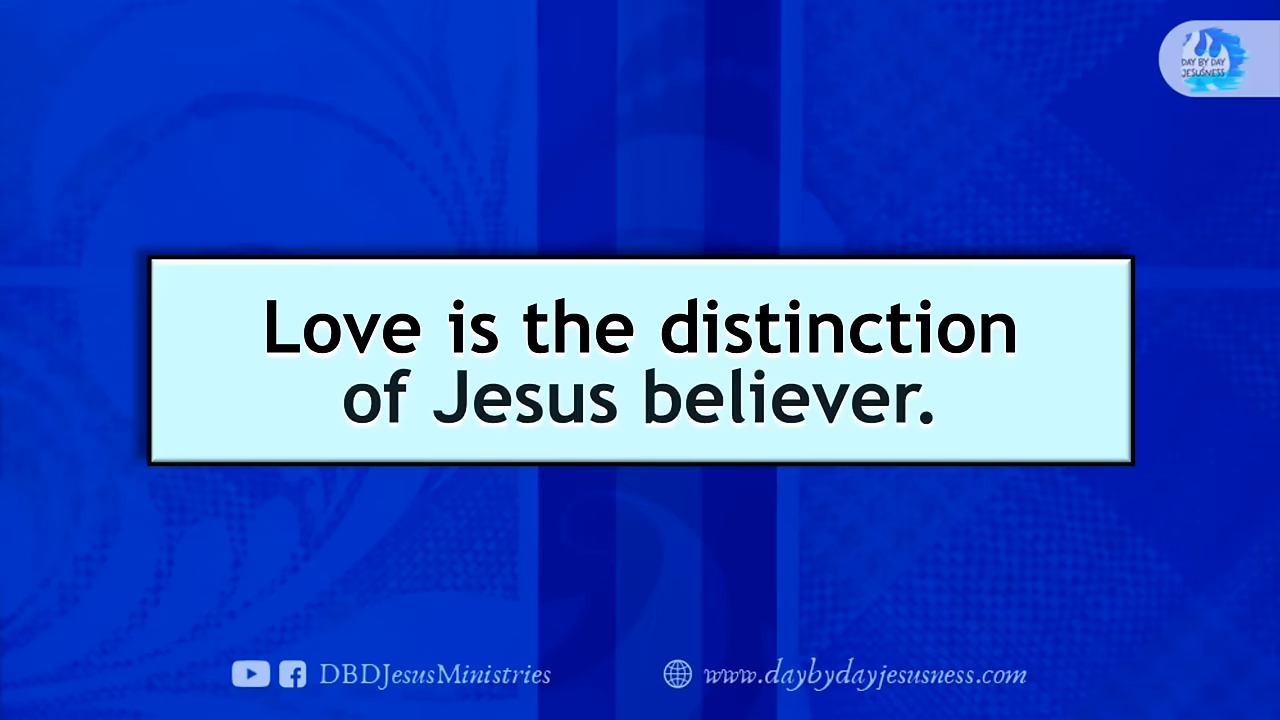 DAY BY DAY
JESUSNESS
Love is the distinction
of Jesus believer.
DBDJesusMinistries
www.daybydayjesusness.com